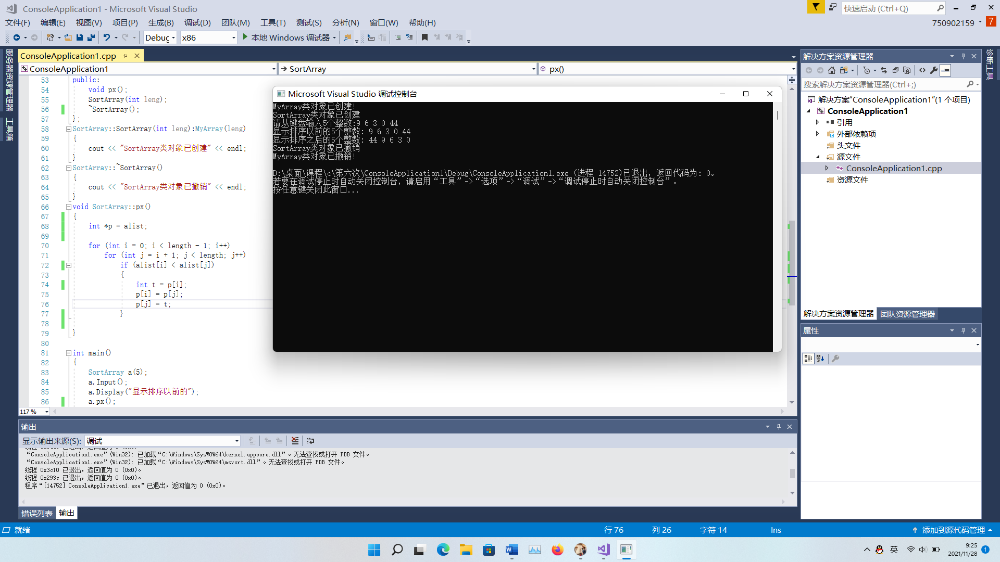 ConsoleApplication1 - Microsoft Visual Studio
快速启动 (Ctrl+Q)
文件(F) 编辑(E) 视图(V) 项目(P) 生成(B) 调试(D) 团队(M) 工具(T) 测试(S) 分析(N) 窗口(W) 帮助(H)
750902159
7
Debug x86 本地 Windows 调试器
服务器资源管理器
工具箱
ConsoleApplication1.cpp
ConsoleApplication1
SortArray
px()
53 public:
54 void px();
55 SortArray(int leng);
56 ~SortArray();
57 };
58 SortArray::SortArray(int leng):MyArray(leng)
59 {
60 cout << "SortArray类对象已创建" << endl;
61 }
62 SortArray::~SortArray()
63 {
64 cout << "SortArray类对象已撤销" << endl;
65 }
66 void SortArray::px()
67 {
68 int *p = alist;
69
70 for (int i = 0; i < length - 1; i++)
71 for (int j = i + 1; j < length; j++)
72 if (alist[i] < alist[j])
73 {
74 int t = p[i];
75 p[i] = p[j];
76 p[j] = t;
77 }
78
79 }
80
81 int main()
82 {
83 SortArray a(5);
84 a.Input();
85 a.Display("显示排序以前的");
86 a.px();
117 %
Microsoft Visual Studio 调试控制台
MyArray类对象已创建!
SortArray类对象已创建
请从键盘输入5个整数:9 6 3 0 44
显示排序以前的5个整数: 9 6 3 0 44
显示排序之后的5个整数: 44 9 6 3 0
SortArray类对象已撤销
MyArray类对象已撤销!
D:\桌面\课程\c\第六次\ConsoleApplication1\Debug\ConsoleApplication1.exe (进程 14752)已退出, 返回代码为: 0。
若要在调试停止时自动关闭控制台, 请启用“工具”->“选项”->“调试”->“调试停止时自动关闭控制台”。
按任意键关闭此窗口...
解决方案资源管理器
搜索解决方案资源管理器(Ctrl+;)
解决方案“ConsoleApplication1”(1 个项目)
ConsoleApplication1
引用
外部依赖项
头文件
源文件
ConsoleApplication1.cpp
资源文件
解决方案资源管理器 团队资源管理器
属性
诊断工具
输出
显示输出来源(S): 调试
“ConsoleApplication1.exe”(Win32): 已加载“C:\Windows\SysWOW64\kernel.appcore.dll”。无法查找或打开 PDB 文件。
“ConsoleApplication1.exe”(Win32): 已加载“C:\Windows\SysWOW64\msvcrt.dll”。无法查找或打开 PDB 文件。
线程 0x3c10 已退出, 返回值为 0 (0x0)。
线程 0x293c 已退出, 返回值为 0 (0x0)。
程序“[14752] ConsoleApplication1.exe”已退出, 返回值为 0 (0x0)。
错误列表 输出
就绪
行 76 列 26 字符 14 Ins
添加到源代码管理
英
9:25
2021/11/28
1